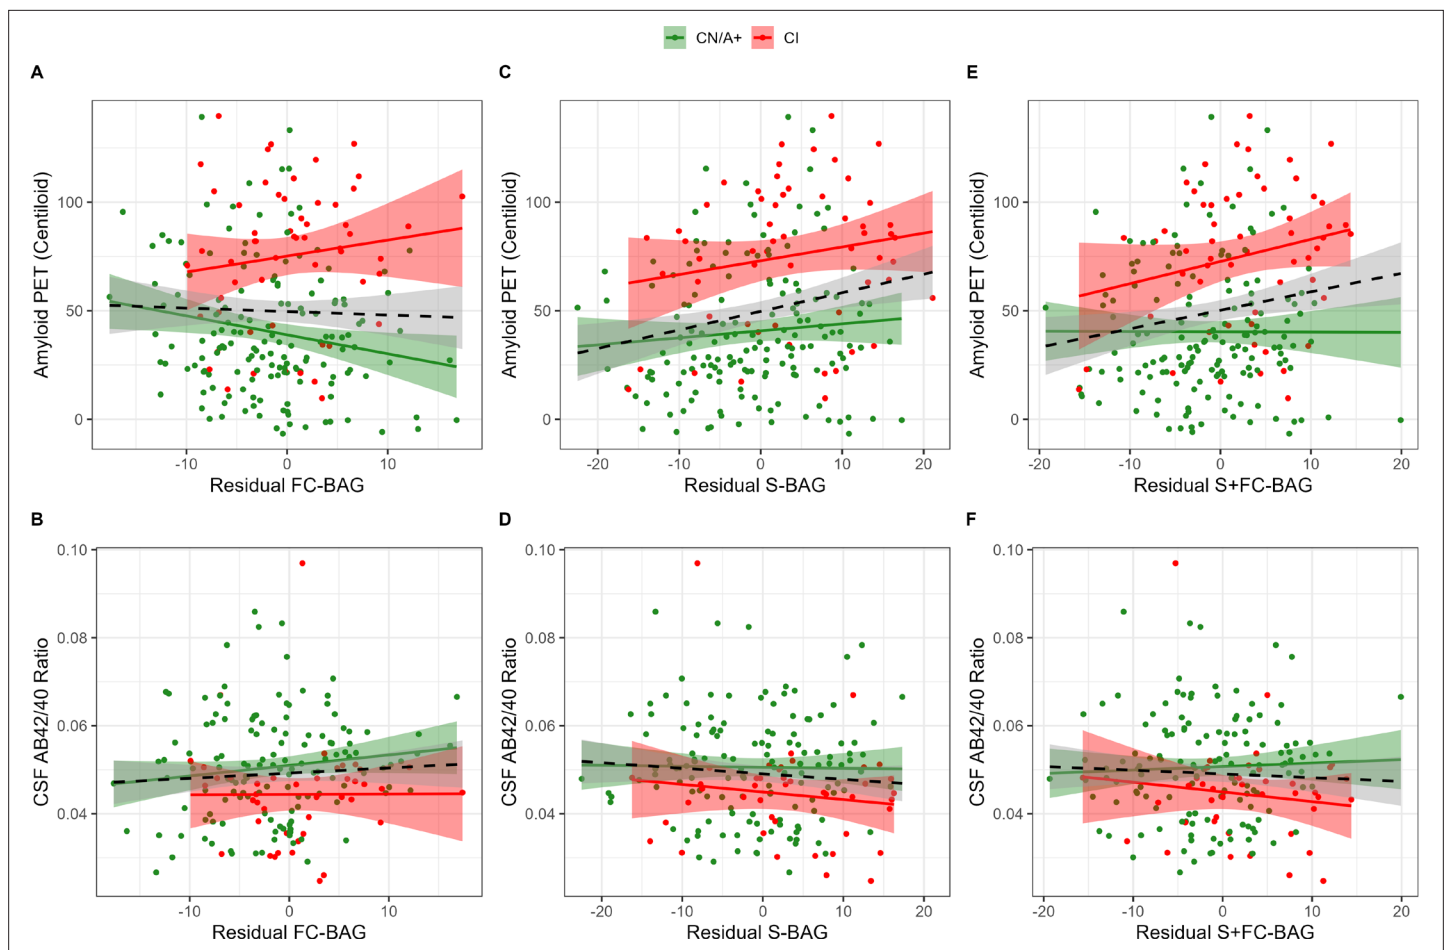 CN/A+ CI
A C E
Amyloid PET (Centiloid)
100
50
0
-10 0 10
Residual FC-BAG
Amyloid PET (Centiloid)
100
50
0
-20 -10 0 10 20
Residual S-BAG
Amyloid PET (Centiloid)
100
50
0
-20 -10 0 10 20
Residual S+FC-BAG
B D F
CSF AB42/40 Ratio
0.10
0.08
0.06
0.04
-10 0 10
Residual FC-BAG
CSF AB42/40 Ratio
0.10
0.08
0.06
0.04
-20 -10 0 10 20
Residual S-BAG
CSF AB42/40 Ratio
0.10
0.08
0.06
0.04
-20 -10 0 10 20
Residual S+FC-BAG